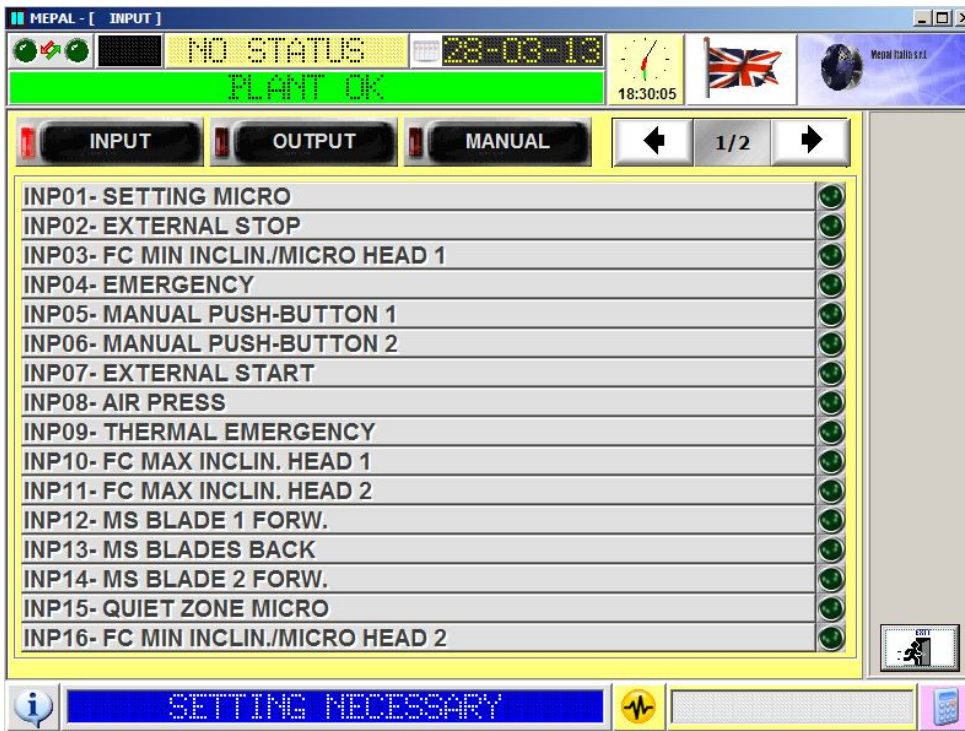 MEPAL - [ INPUT ]
NO STATUS
28-03-13
PLANT OK
18:30:05
Mepal Italia s.r.l
INPUT
OUTPUT
MANUAL
1/2
INP01- SETTING MICRO
INP02- EXTERNAL STOP
INP03- FC MIN INCLIN./MICRO HEAD 1
INP04- EMERGENCY
INP05- MANUAL PUSH-BUTTON 1
INP06- MANUAL PUSH-BUTTON 2
INP07- EXTERNAL START
INP08- AIR PRESS
INP09- THERMAL EMERGENCY
INP10- FC MAX INCLIN. HEAD 1
INP11- FC MAX INCLIN. HEAD 2
INP12- MS BLADE 1 FORW.
INP13- MS BLADES BACK
INP14- MS BLADE 2 FORW.
INP15- QUIET ZONE MICRO
INP16- FC MIN INCLIN./MICRO HEAD 2
EXIT
SETTING NECESSARY